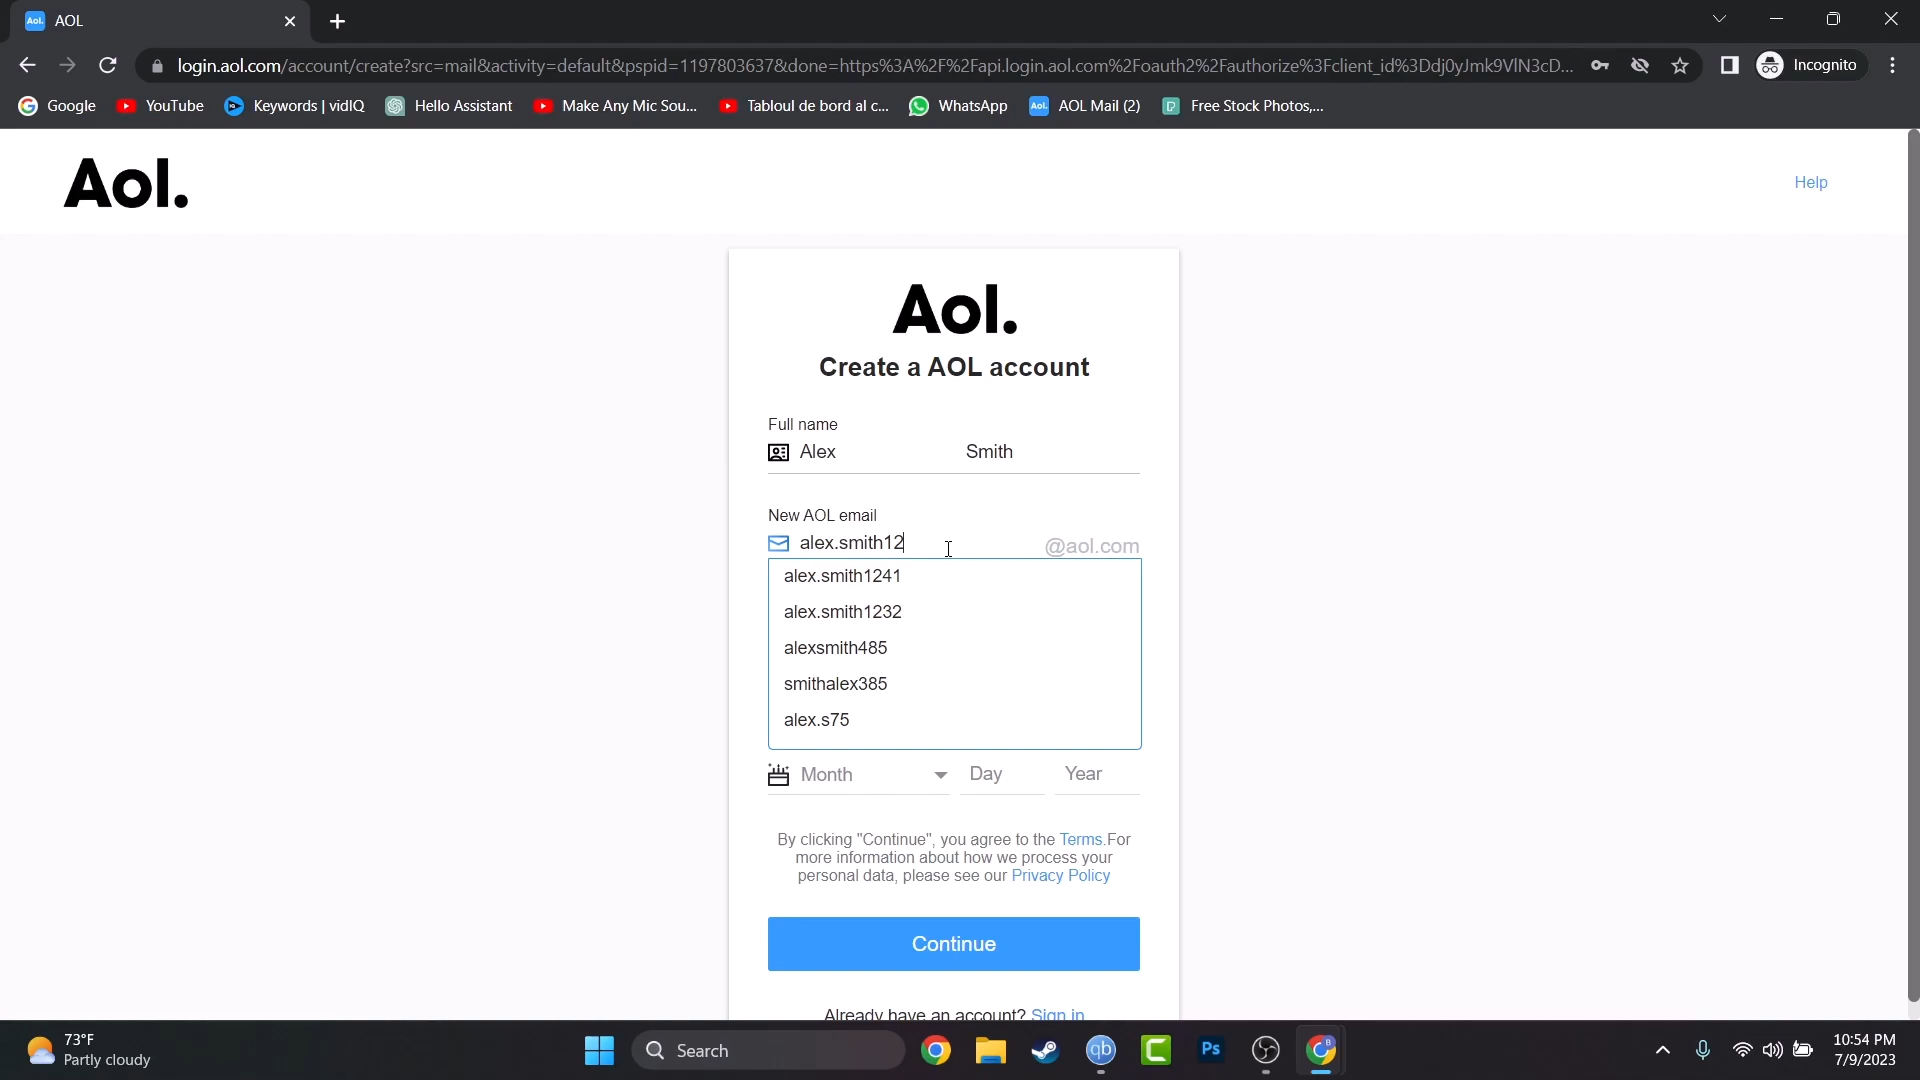 Aol.
AOL
login.aol.com/account/create?src=mail&activity=default&pspid=1197803637&done=https%3A%2F%2Fapi.login.aol.com%2Foauth2%2Fauthorize%3Fclient_id%3Ddj0yJmk9VlN3cD...
Incognito
Google
YouTube
Keywords | vidIQ
Hello Assistant
Make Any Mic Sou...
Tabloul de bord al c...
WhatsApp
Aol.
AOL Mail (2)
Free Stock Photos,...
Aol.
Help
Aol.
Create a AOL account
Full name
Alex Smith
New AOL email
alex.smith12 @aol.com
alex.smith1241
alex.smith1232
alexsmith485
smithalex385
alex.s75
Month Day Year
By clicking "Continue", you agree to the Terms.For
more information about how we process your
personal data, please see our Privacy Policy
Continue
Already have an account? Sign in
73°F
Partly cloudy
Search
qb
Ps
B
10:54 PM
7/9/2023